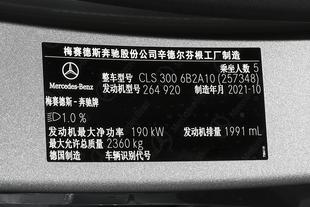 梅赛德斯奔驰股份公司辛德尔芬根工厂制造
乘坐人数 5
整车型号 CLS 300 6B2A10 (257348)
Mercedes-Benz
发动机型号 264 920 制造年月 2021-10
梅赛德斯-奔驰牌
1.0 %
发动机最大净功率 190 kW 发动机排量 1991 mL
最大允许总质量 2360 kg
德国制造 车辆识别代号